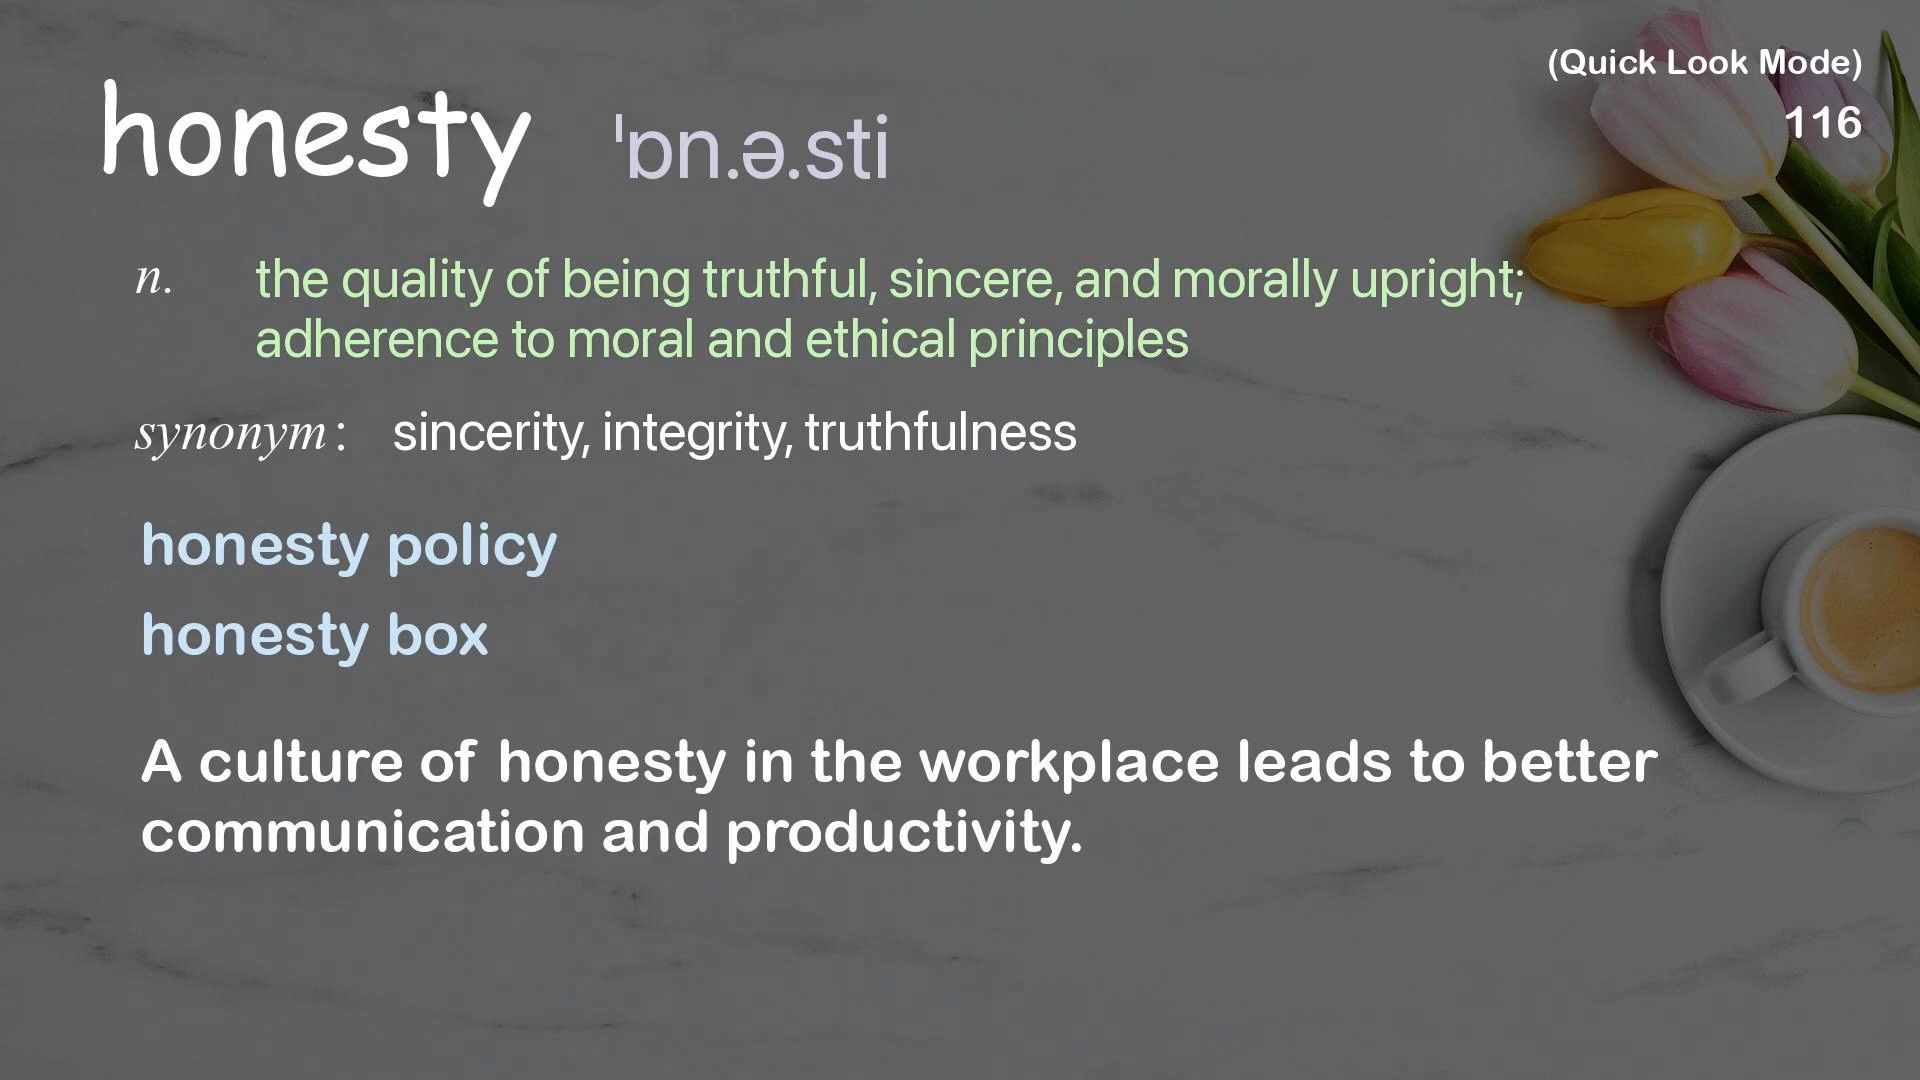 (Quick Look Mode)
116
honesty ˈɒn.ə.sti
n. the quality of being truthful, sincere, and morally upright;
adherence to moral and ethical principles
synonym: sincerity, integrity, truthfulness
honesty policy
honesty box
A culture of honesty in the workplace leads to better
communication and productivity.